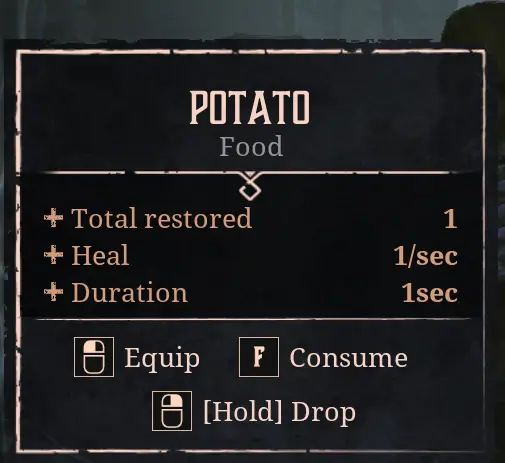 POTATO
Food
Total restored 1
Heal 1/sec
Duration 1sec
Equip F Consume
[Hold] Drop